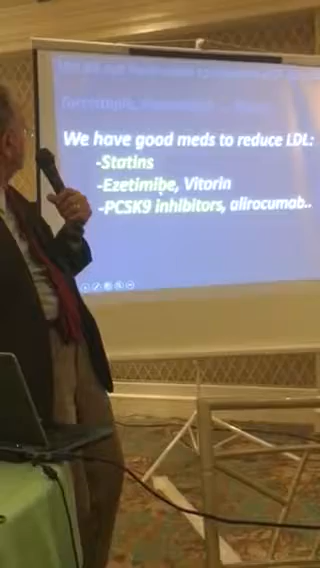 We have good meds to reduce LDL:
-Statins
-Ezetimibe, Vitorin
-PCSK9 inhibitors, alirocumab..